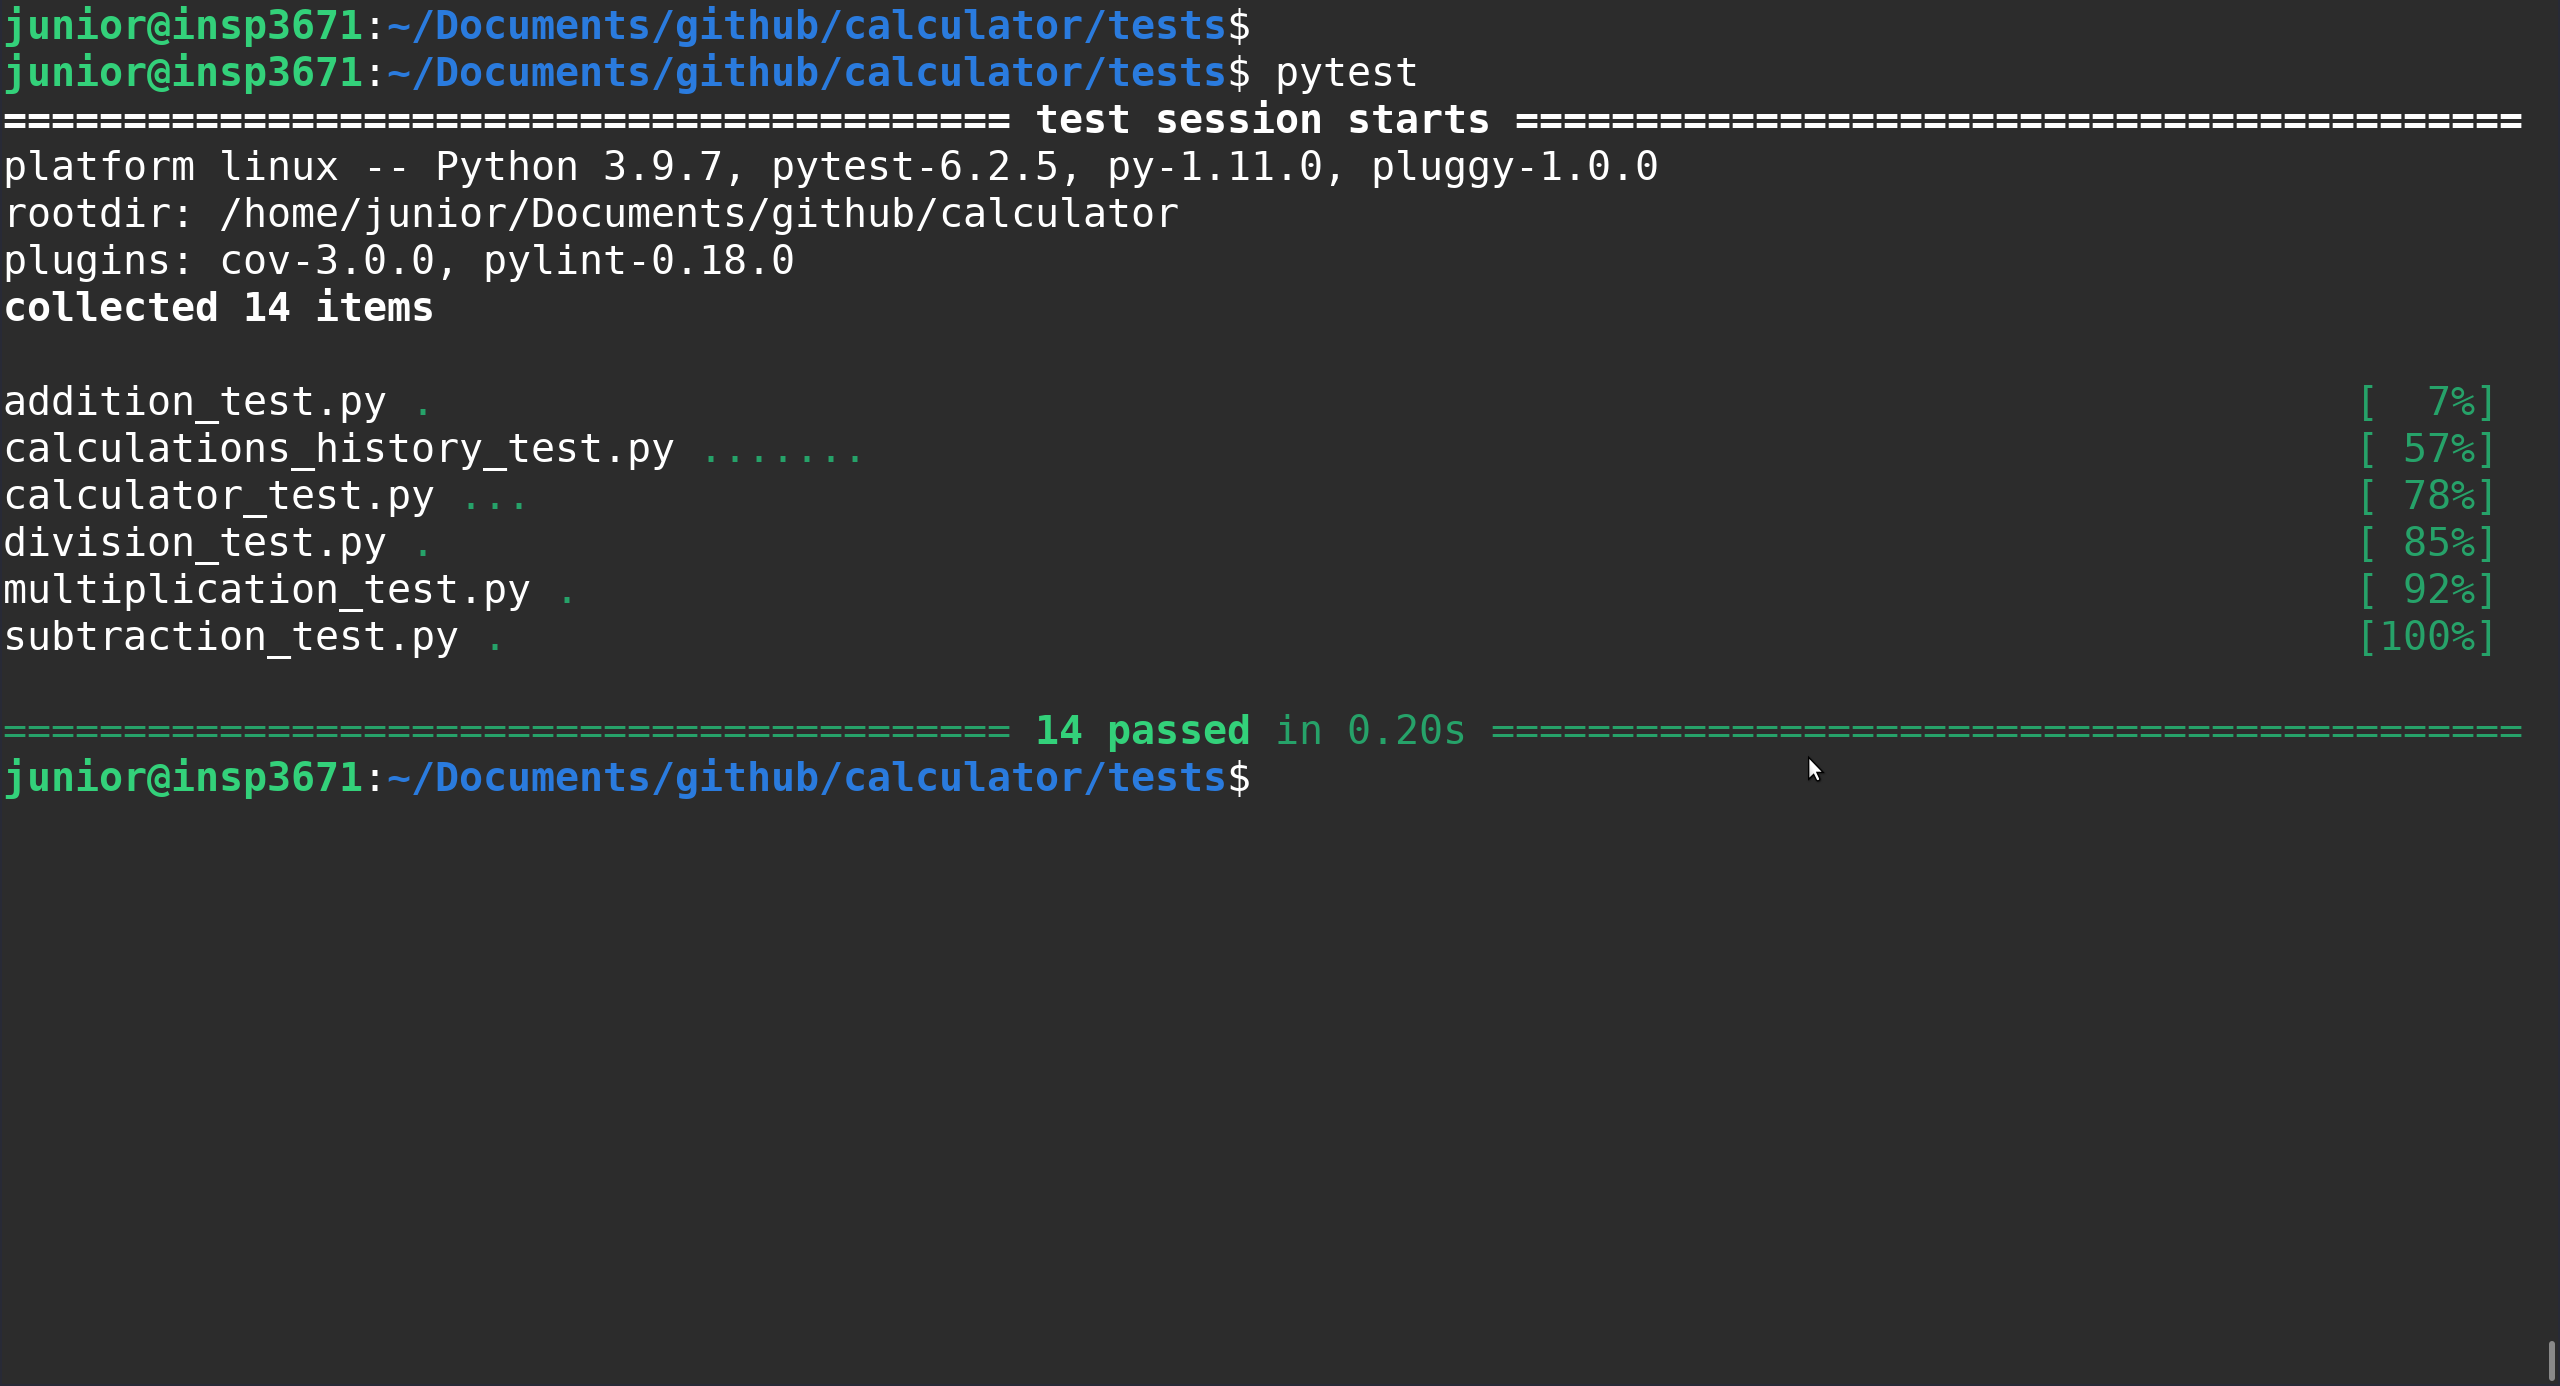 junior@insp3671:~/Documents/github/calculator/tests$
junior@insp3671:~/Documents/github/calculator/tests$ pytest
========================================== test session starts ==========================================
platform linux -- Python 3.9.7, pytest-6.2.5, py-1.11.0, pluggy-1.0.0
rootdir: /home/junior/Documents/github/calculator
plugins: cov-3.0.0, pylint-0.18.0
collected 14 items
addition_test.py . [  7%]
calculations_history_test.py ....... [ 57%]
calculator_test.py ... [ 78%]
division_test.py . [ 85%]
multiplication_test.py . [ 92%]
subtraction_test.py . [100%]
========================================== 14 passed in 0.20s ===========================================
junior@insp3671:~/Documents/github/calculator/tests$